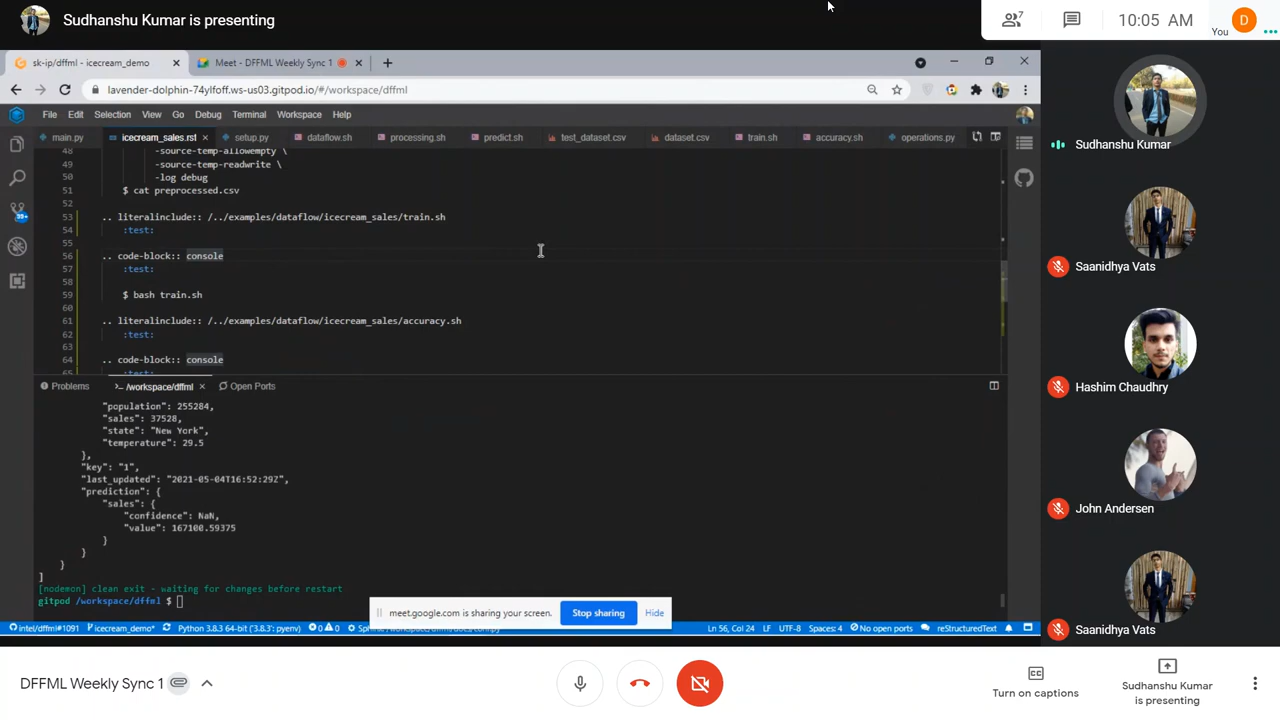 Sudhanshu Kumar is presenting
7
10:05 AM
You
D
sk-ip/dffml - icecream_demo
Meet - DFFML Weekly Sync 1
lavender-dolphin-74ylfoff.ws-us03.gitpod.io/#/workspace/dffml
File Edit Selection View Go Debug Terminal Workspace Help
main.py icecream_sales.rst setup.py dataflow.sh processing.sh predict.sh test_dataset.csv dataset.csv train.sh accuracy.sh operations.py
48 -source-temp-allowempty \
49 -source-temp-readwrite \
50 -log debug
51 $ cat preprocessed.csv
52
53 .. literalinclude:: /../examples/dataflow/icecream_sales/train.sh
54 :test:
55
56 .. code-block:: console
57 :test:
58
59 $ bash train.sh
60
61 .. literalinclude:: /../examples/dataflow/icecream_sales/accuracy.sh
62 :test:
63
64 .. code-block:: console
65 :test:
Problems >_ /workspace/dffml Open Ports
"population": 255284,
"sales": 37528,
"state": "New York",
"temperature": 29.5
},
"key": "1",
"last_updated": "2021-05-04T16:52:29Z",
"prediction": {
"sales": {
"confidence": NaN,
"value": 167100.59375
}
}
}
]
[nodemon] clean exit - waiting for changes before restart
gitpod /workspace/dffml $
meet.google.com is sharing your screen.
Stop sharing
Hide
intel/dffml#1091 icecream_demo* Python 3.8.3 64-bit ('3.8.3': pyenv) 0 0 Ln 56, Col 24 LF UTF-8 Spaces: 4 No open ports reStructuredText
Sudhanshu Kumar
Saanidhya Vats
Hashim Chaudhry
John Andersen
Saanidhya Vats
DFFML Weekly Sync 1
Turn on captions
Sudhanshu Kumar
is presenting